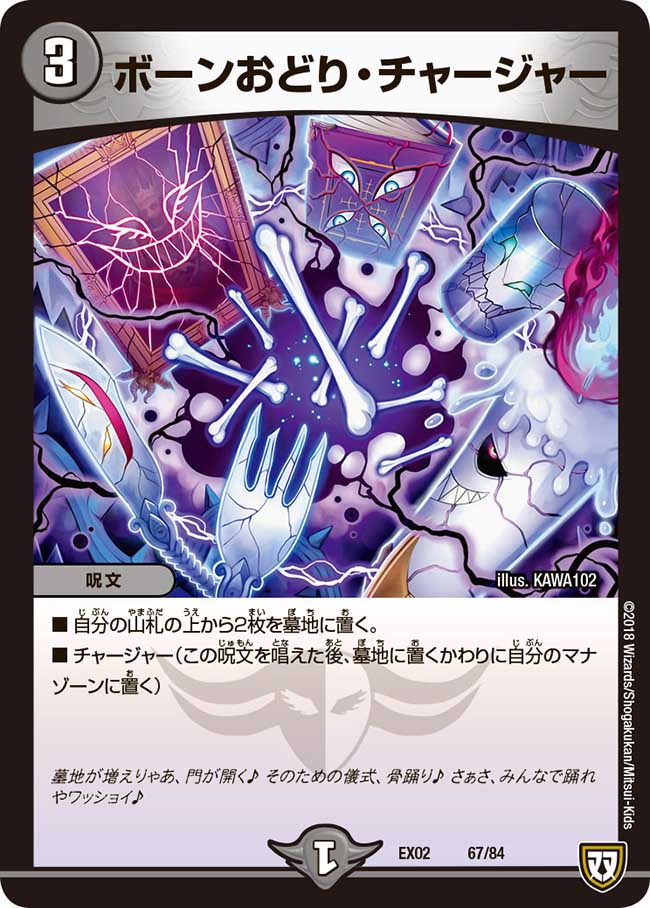 3
ボーンおどり・チャージャー
呪文
illus. KAWA102
■ 自分の山札の上から2枚を墓地に置く。
■ チャージャー(この呪文を唱えた後、墓地に置くかわりに自分のマナ
ゾーンに置く)
墓地が増えりゃあ、門が開く♪ そのための儀式、骨踊り♪ さぁさ、みんなで踊れ
やワッショイ♪
©2018 Wizards/Shogakukan/Mitsui-Kids
1
EX02 67/84